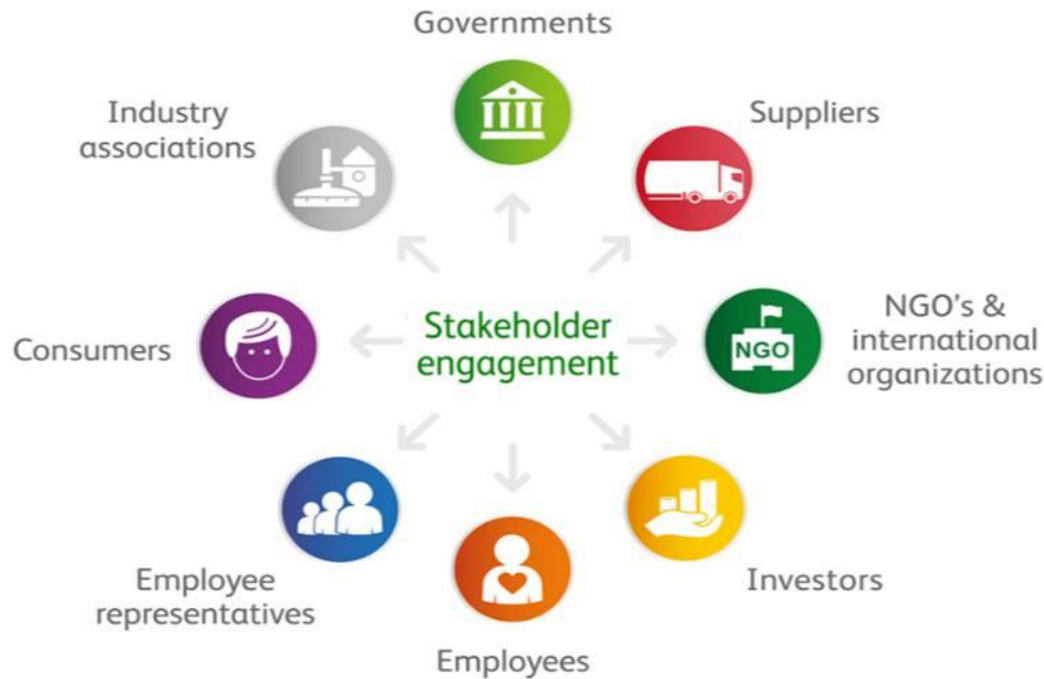 Governments
Industry
associations
Suppliers
Consumers
Stakeholder
engagement
NGO
NGO's &
international
organizations
Employee
representatives
Investors
Employees